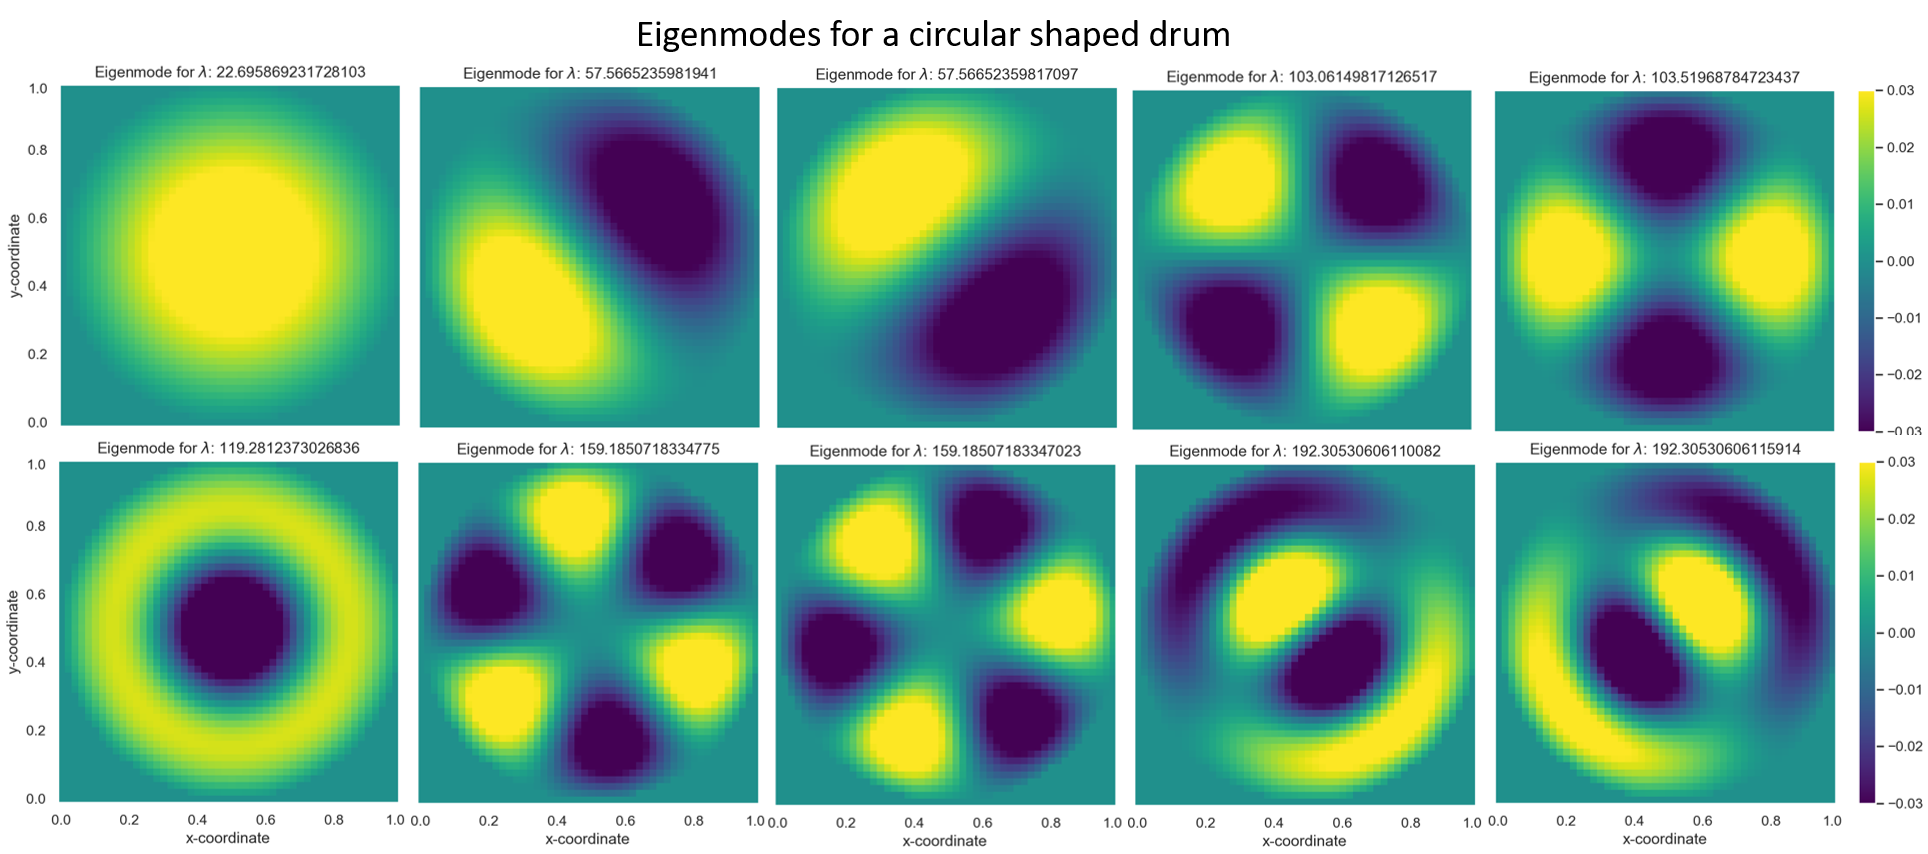 Eigenmodes for a circular shaped drum
Eigenmode for λ: 22.695869231728103
Eigenmode for λ: 57.5665235981941
Eigenmode for λ: 57.56652359817097
Eigenmode for λ: 103.06149817126517
Eigenmode for λ: 103.51968784723437
1.0
0.8
0.6
0.4
0.2
0.0
y-coordinate
0.03
0.02
0.01
0.00
−0.01
−0.02
−0.03
Eigenmode for λ: 119.2812373026836
Eigenmode for λ: 159.1850718334775
Eigenmode for λ: 159.18507183347023
Eigenmode for λ: 192.30530606110082
Eigenmode for λ: 192.30530606115914
1.0
0.8
0.6
0.4
0.2
0.0
y-coordinate
0.03
0.02
0.01
0.00
−0.01
−0.02
−0.03
0.0 0.2 0.4 0.6 0.8 1.0
x-coordinate
0.0 0.2 0.4 0.6 0.8 1.0
x-coordinate
0.0 0.2 0.4 0.6 0.8 1.0
x-coordinate
0.0 0.2 0.4 0.6 0.8 1.0
x-coordinate
0.0 0.2 0.4 0.6 0.8 1.0
x-coordinate